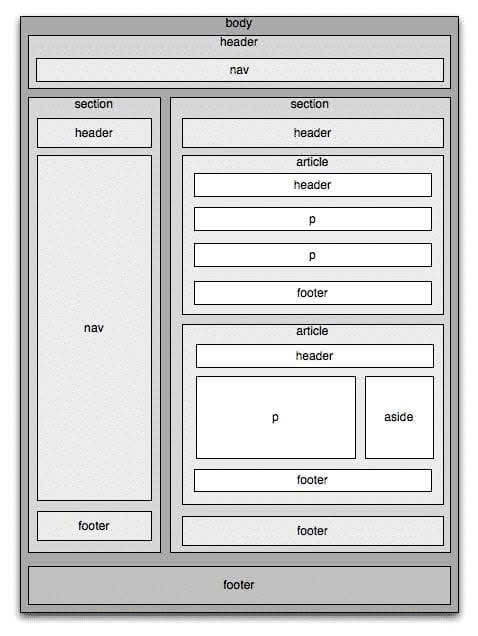 body
header
nav
section
header
nav
footer
section
header
article
header
p
p
footer
article
header
p
aside
footer
footer
footer